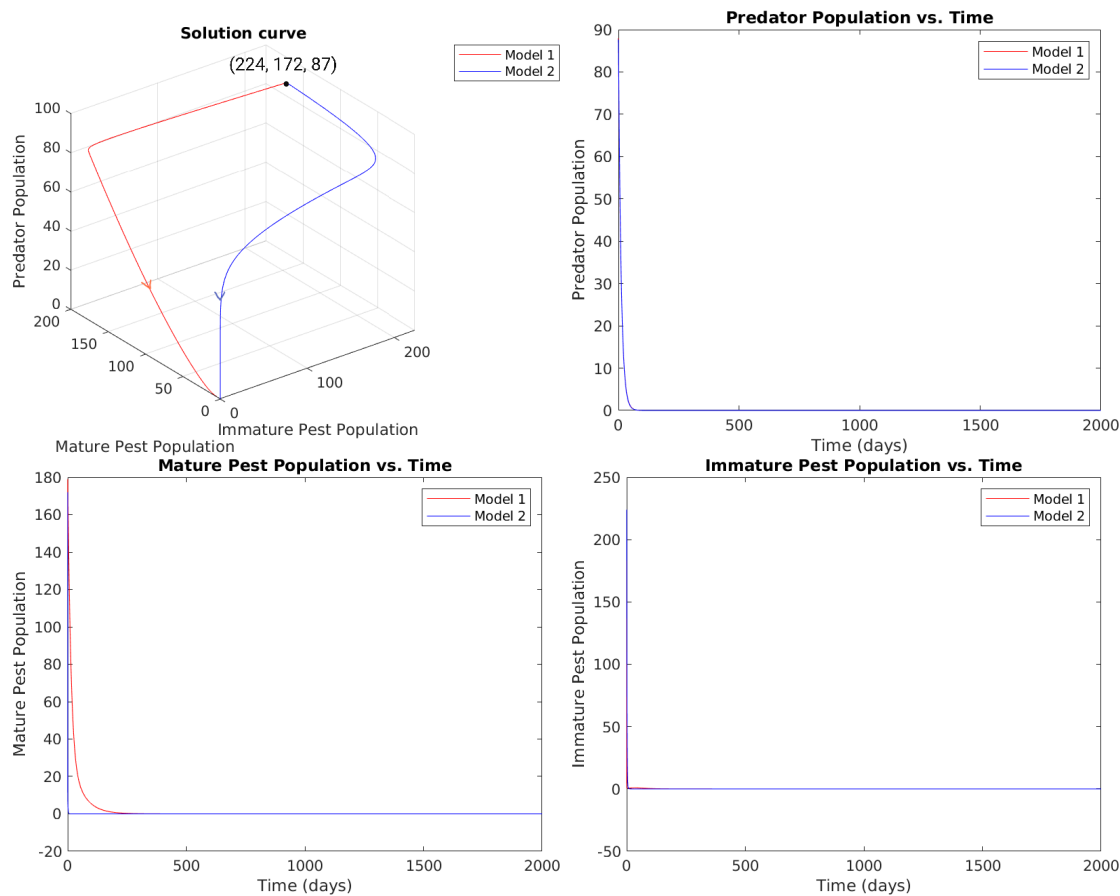 Solution curve
(224, 172, 87)
Model 1
Model 2
Predator Population
100
80
60
40
20
0
200
150
100
50
0
0
100
200
Immature Pest Population
Mature Pest Population
Predator Population vs. Time
Model 1
Model 2
Predator Population
90
80
70
60
50
40
30
20
10
0
0
500
1000
1500
2000
Time (days)
Mature Pest Population vs. Time
Model 1
Model 2
Mature Pest Population
180
160
140
120
100
80
60
40
20
0
-20
0
500
1000
1500
2000
Time (days)
Immature Pest Population vs. Time
Model 1
Model 2
Immature Pest Population
250
200
150
100
50
0
-50
0
500
1000
1500
2000
Time (days)